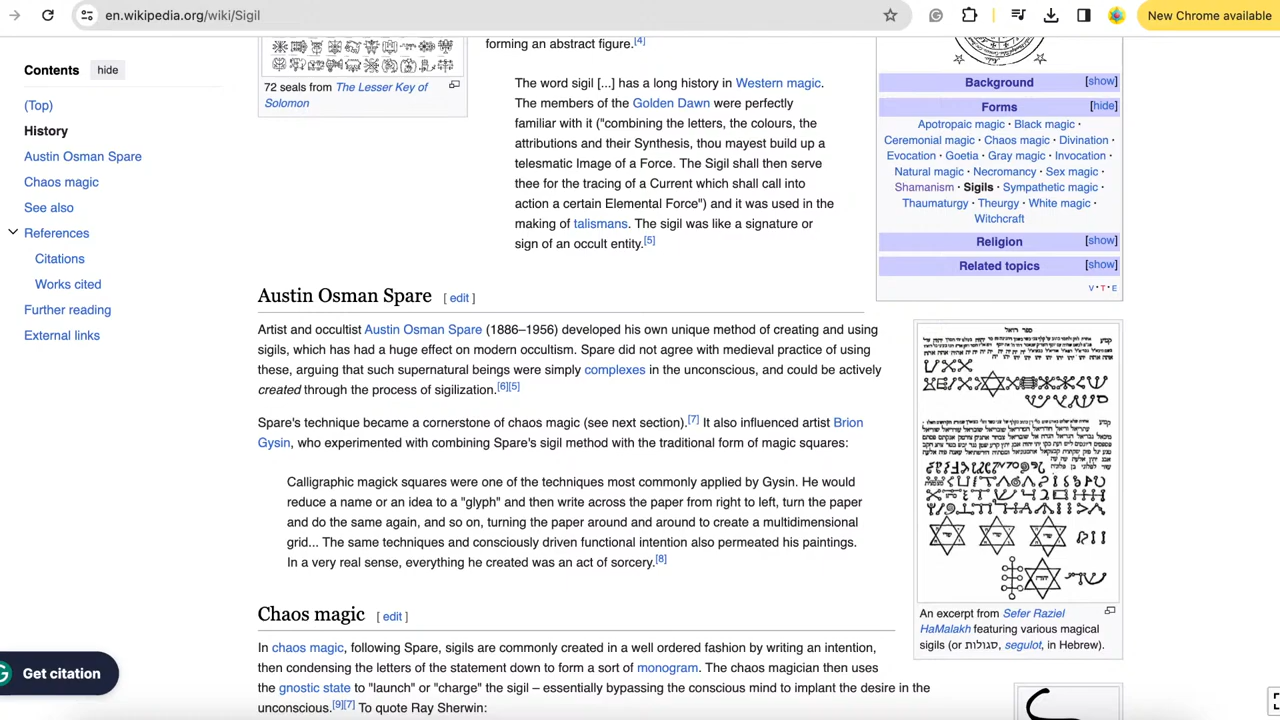 en.wikipedia.org/wiki/Sigil
New Chrome available
Contents hide
(Top)
History
Austin Osman Spare
Chaos magic
See also
References
Citations
Works cited
Further reading
External links
Get citation
72 seals from The Lesser Key of
Solomon
forming an abstract figure.[4]
The word sigil [...] has a long history in Western magic.
The members of the Golden Dawn were perfectly
familiar with it ("combining the letters, the colours, the
attributions and their Synthesis, thou mayest build up a
telesmatic Image of a Force. The Sigil shall then serve
thee for the tracing of a Current which shall call into
action a certain Elemental Force") and it was used in the
making of talismans. The sigil was like a signature or
sign of an occult entity.[5]
Austin Osman Spare [ edit ]
Artist and occultist Austin Osman Spare (1886–1956) developed his own unique method of creating and using
sigils, which has had a huge effect on modern occultism. Spare did not agree with medieval practice of using
these, arguing that such supernatural beings were simply complexes in the unconscious, and could be actively
created through the process of sigilization.[6][5]
Spare's technique became a cornerstone of chaos magic (see next section).[7] It also influenced artist Brion
Gysin, who experimented with combining Spare's sigil method with the traditional form of magic squares:
Calligraphic magick squares were one of the techniques most commonly applied by Gysin. He would
reduce a name or an idea to a "glyph" and then write across the paper from right to left, turn the paper
and do the same again, and so on, turning the paper around and around to create a multidimensional
grid... The same techniques and consciously driven functional intention also permeated his paintings.
In a very real sense, everything he created was an act of sorcery.[8]
Chaos magic [ edit ]
In chaos magic, following Spare, sigils are commonly created in a well ordered fashion by writing an intention,
then condensing the letters of the statement down to form a sort of monogram. The chaos magician then uses
the gnostic state to "launch" or "charge" the sigil – essentially bypassing the conscious mind to implant the desire in the
unconscious.[9][7] To quote Ray Sherwin:
Background [show]
Forms [hide]
Apotropaic magic · Black magic ·
Ceremonial magic · Chaos magic · Divination ·
Evocation · Goetia · Gray magic · Invocation ·
Natural magic · Necromancy · Sex magic ·
Shamanism · Sigils · Sympathetic magic ·
Thaumaturgy · Theurgy · White magic ·
Witchcraft
Religion [show]
Related topics [show]
V · T · E
ספר רזיאל
An excerpt from Sefer Raziel
HaMalakh featuring various magical
sigils (or סגולות, segulot, in Hebrew).